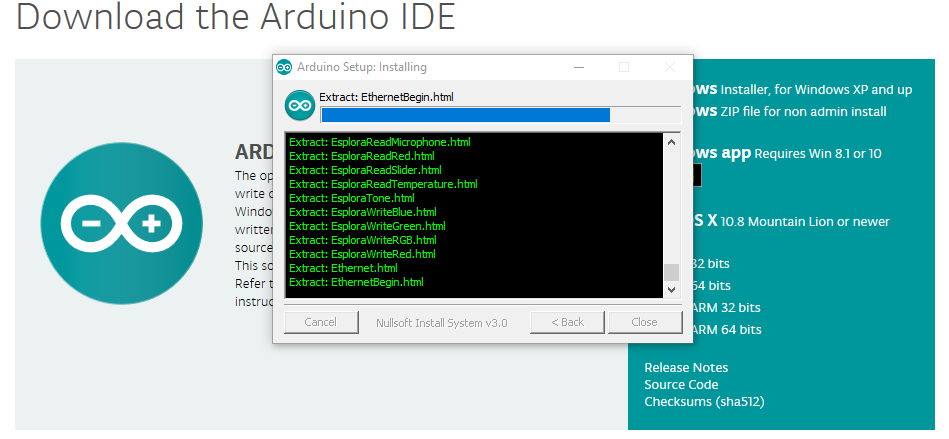 Download the Arduino IDE
Arduino Setup: Installing
Extract: EthernetBegin.html
Extract: EsploraReadMicrophone.html
Extract: EsploraReadRed.html
Extract: EsploraReadSlider.html
Extract: EsploraReadTemperature.html
Extract: EsploraTone.html
Extract: EsploraWriteBlue.html
Extract: EsploraWriteGreen.html
Extract: EsploraWriteRGB.html
Extract: EsploraWriteRed.html
Extract: Ethernet.html
Extract: EthernetBegin.html
Cancel
Nullsoft Install System v3.0
< Back
Close
ARD
The op
write c
Windo
written
source
This so
Refer t
instruc
ows Installer, for Windows XP and up
ows ZIP file for non admin install
ows app Requires Win 8.1 or 10
S X 10.8 Mountain Lion or newer
32 bits
64 bits
ARM 32 bits
ARM 64 bits
Release Notes
Source Code
Checksums (sha512)